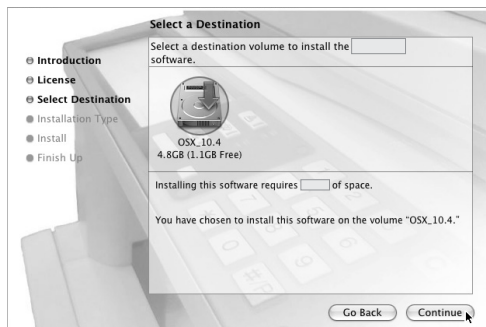 Select a Destination
Select a destination volume to install the
software.
Introduction
License
Select Destination
Installation Type
Install
Finish Up
OSX_10.4
4.8GB (1.1GB Free)
Installing this software requires of space.
You have chosen to install this software on the volume "OSX_10.4."
Go Back
Continue